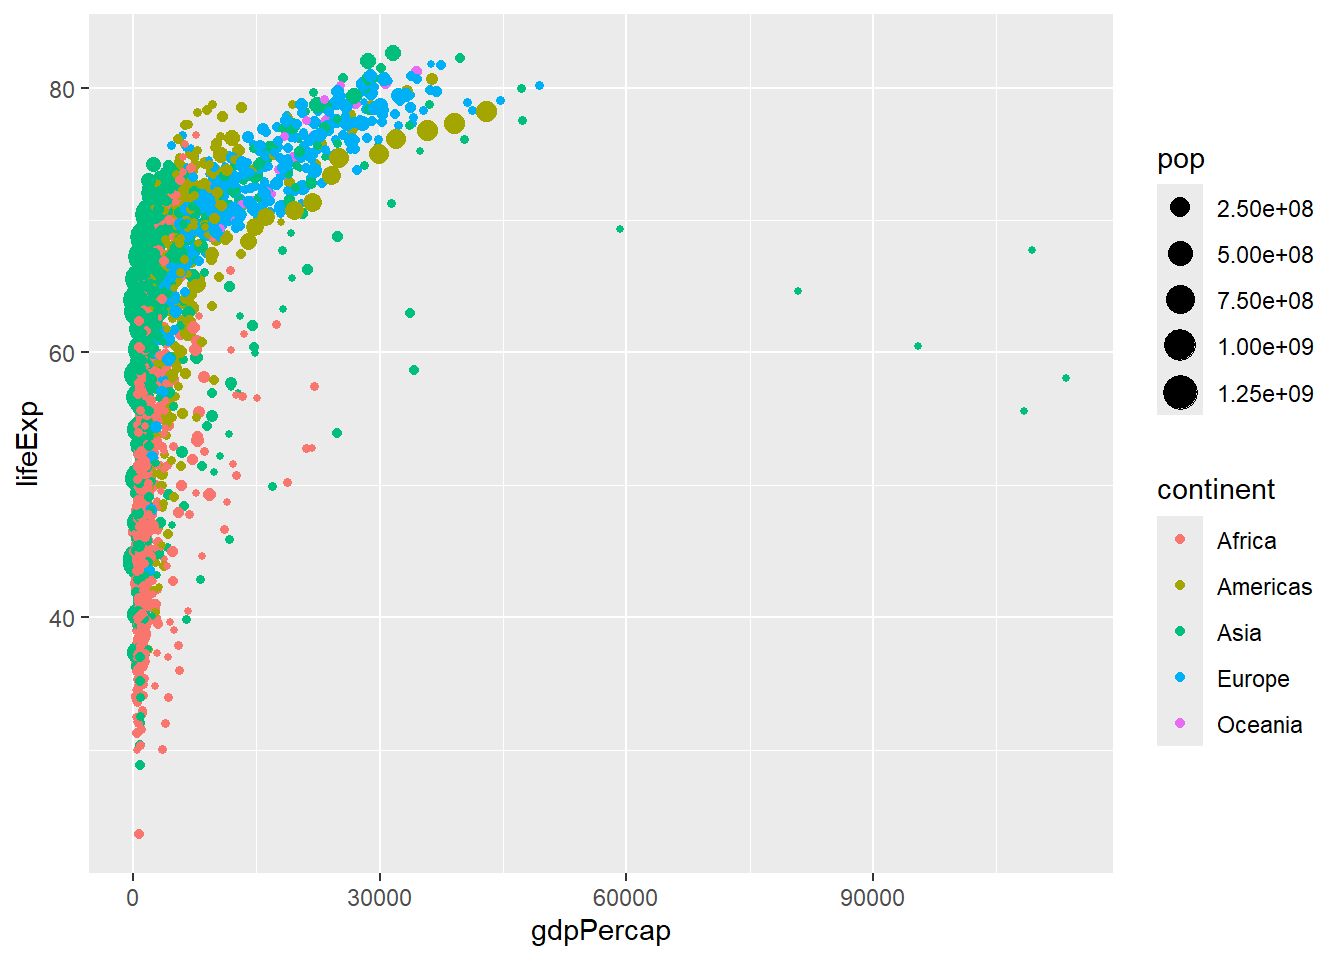 80
60
40
lifeExp
0
30000
60000
90000
gdpPercap
pop
2.50e+08
5.00e+08
7.50e+08
1.00e+09
1.25e+09
continent
Africa
Americas
Asia
Europe
Oceania